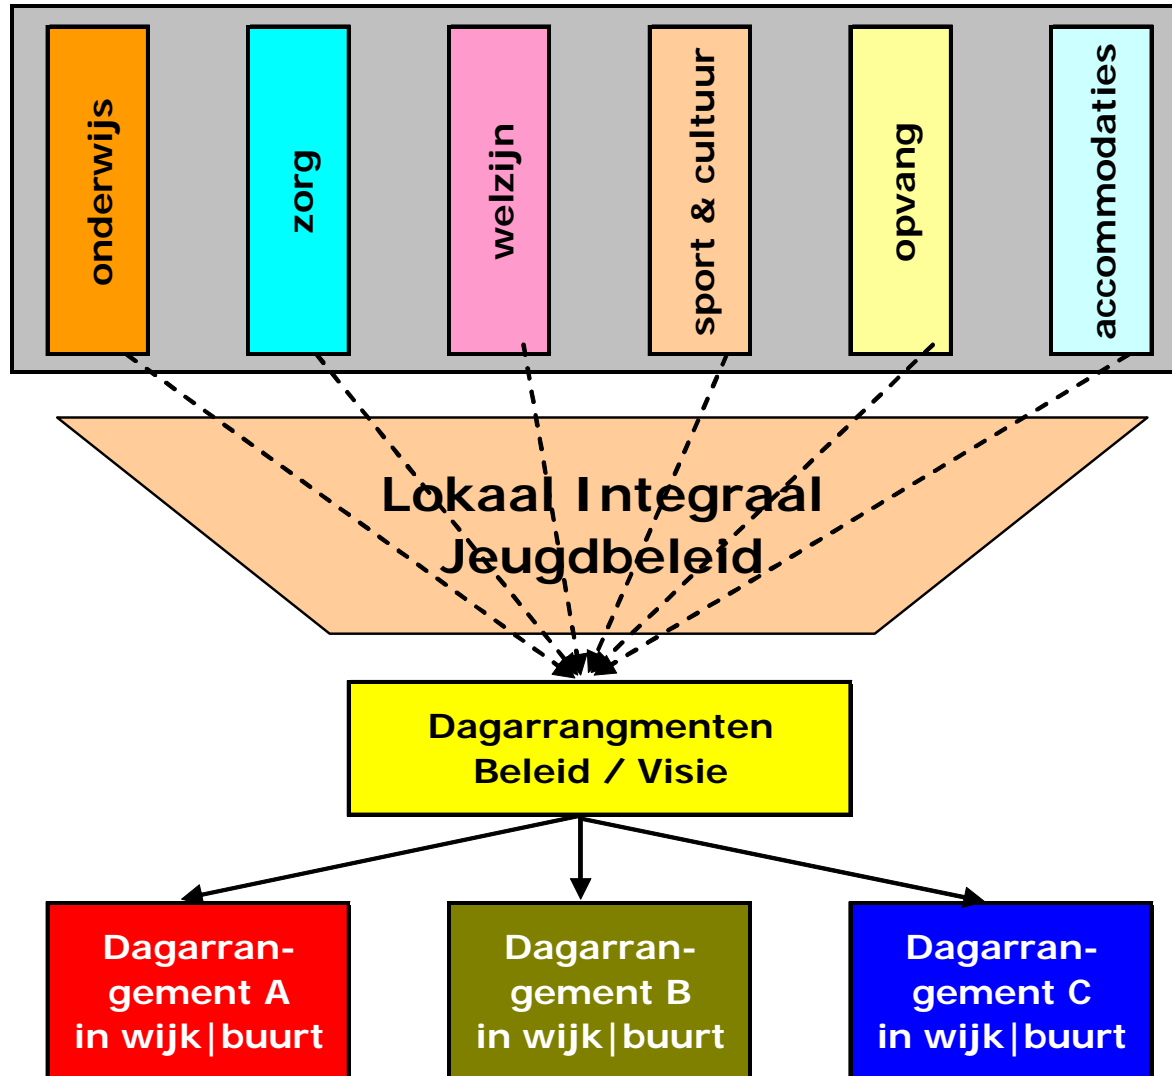 onderwijs
zorg
welzijn
sport & cultuur
opvang
accommodaties
Lokaal Integraal
Jeugdbeleid
Dagarrangmenten
Beleid / Visie
Dagarran-
gement A
in wijk|buurt
Dagarran-
gement B
in wijk|buurt
Dagarran-
gement C
in wijk|buurt